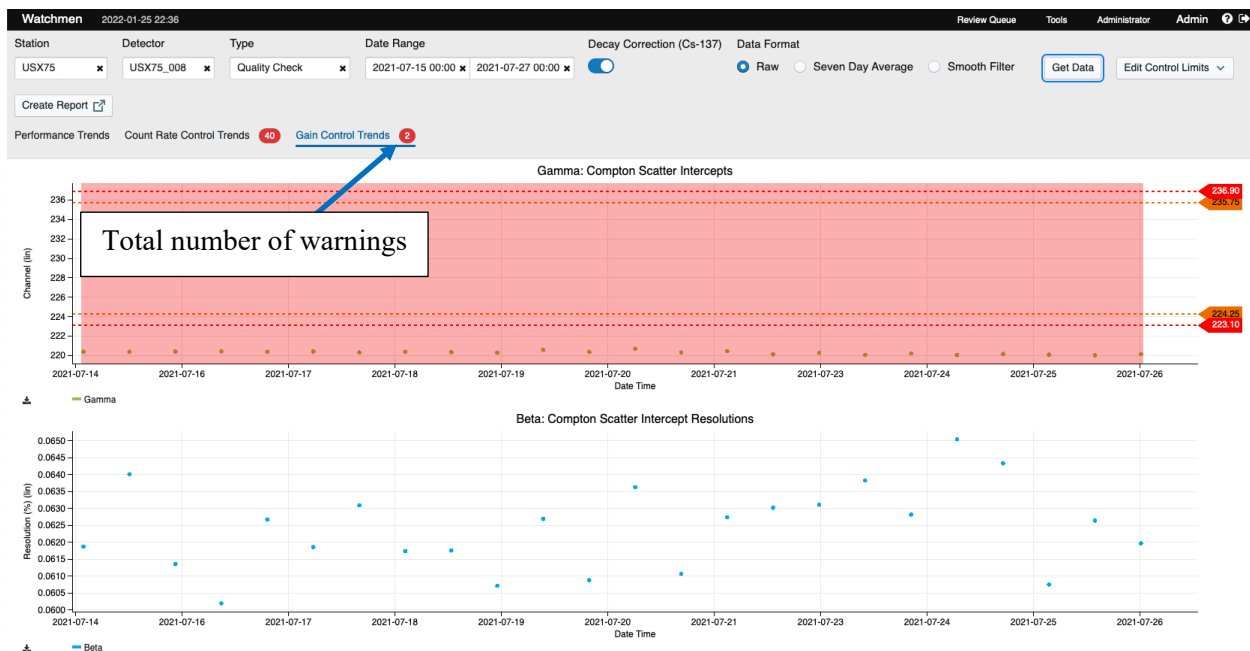 Watchmen 2022-01-25 22:36 Review Queue Tools Administrator Admin ?
Station Detector Type Date Range Decay Correction (Cs-137) Data Format
USX75 × USX75_008 × Quality Check × 2021-07-15 00:00 × 2021-07-27 00:00 × Raw Seven Day Average Smooth Filter Get Data Edit Control Limits
Create Report
Performance Trends Count Rate Control Trends 40 Gain Control Trends 2
Gamma: Compton Scatter Intercepts
Total number of warnings
Channel (lin)
236
234
232
230
228
226
224
222
220
236.90
235.75
224.25
223.10
2021-07-14 2021-07-16 2021-07-17 2021-07-18 2021-07-19 2021-07-20 2021-07-21 2021-07-23 2021-07-24 2021-07-25 2021-07-26
Date Time
Gamma
Beta: Compton Scatter Intercept Resolutions
Resolution (%) (lin)
0.0650
0.0645
0.0640
0.0635
0.0630
0.0625
0.0620
0.0615
0.0610
0.0605
0.0600
2021-07-14 2021-07-16 2021-07-17 2021-07-18 2021-07-19 2021-07-20 2021-07-21 2021-07-23 2021-07-24 2021-07-25 2021-07-26
Date Time
Beta